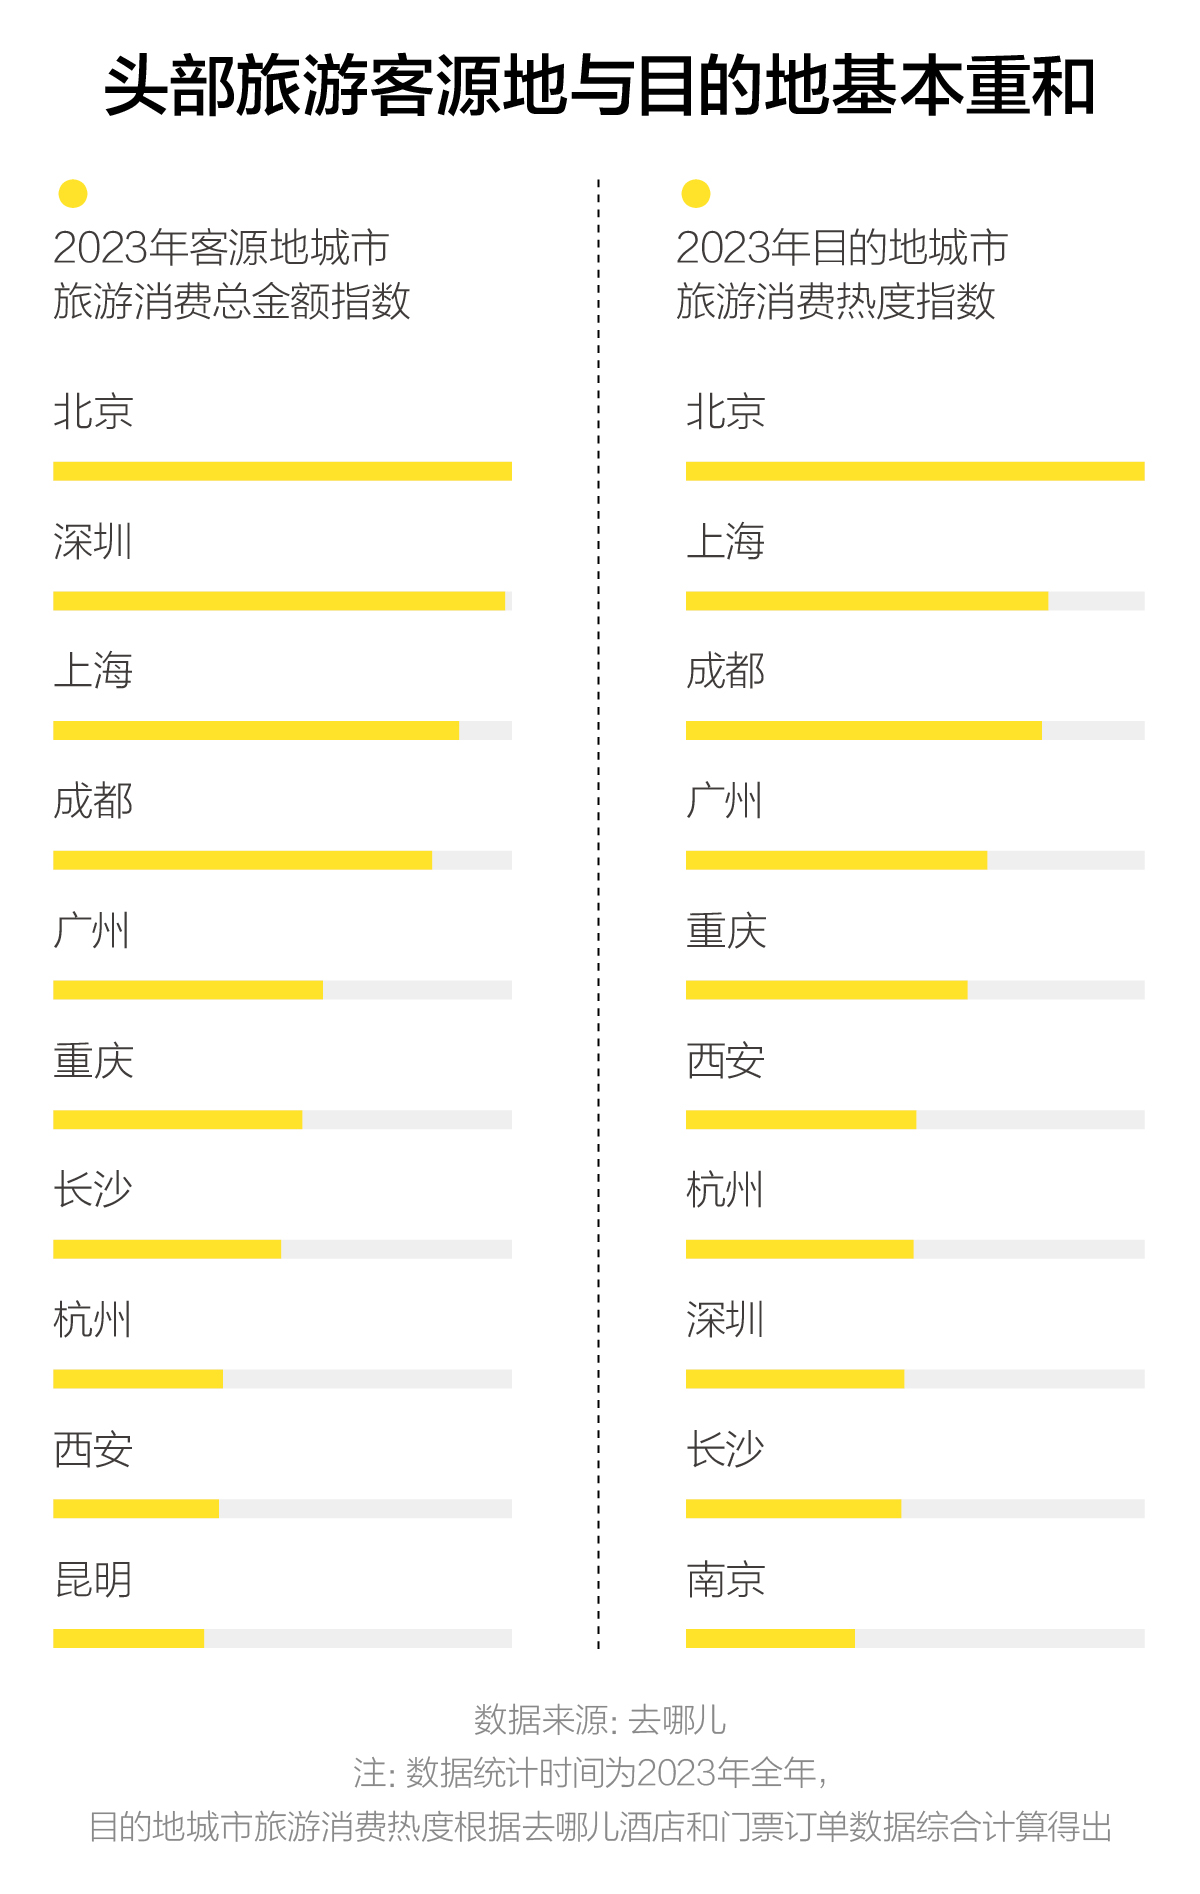 头部旅游客源地与目的地基本重和
2023年客源地城市
旅游消费总金额指数
北京
深圳
上海
成都
广州
重庆
长沙
杭州
西安
昆明
2023年目的地城市
旅游消费热度指数
北京
上海
成都
广州
重庆
西安
杭州
深圳
长沙
南京
数据来源: 去哪儿
注: 数据统计时间为2023年全年,
目的地城市旅游消费热度根据去哪儿酒店和门票订单数据综合计算得出